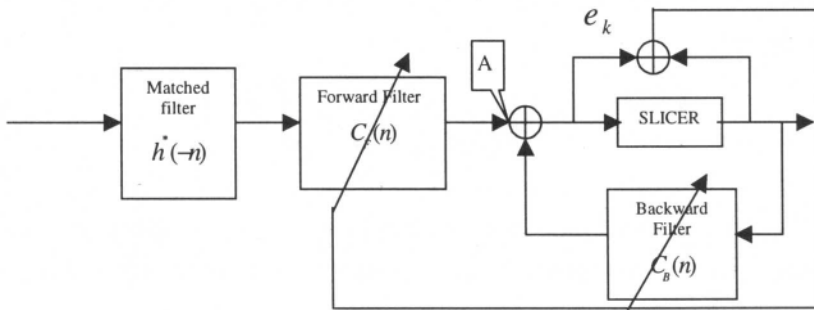 e_k
A
Matched
filter
h*(-n)
Forward Filter
C_F(n)
SLICER
Backward
Filter
C_B(n)